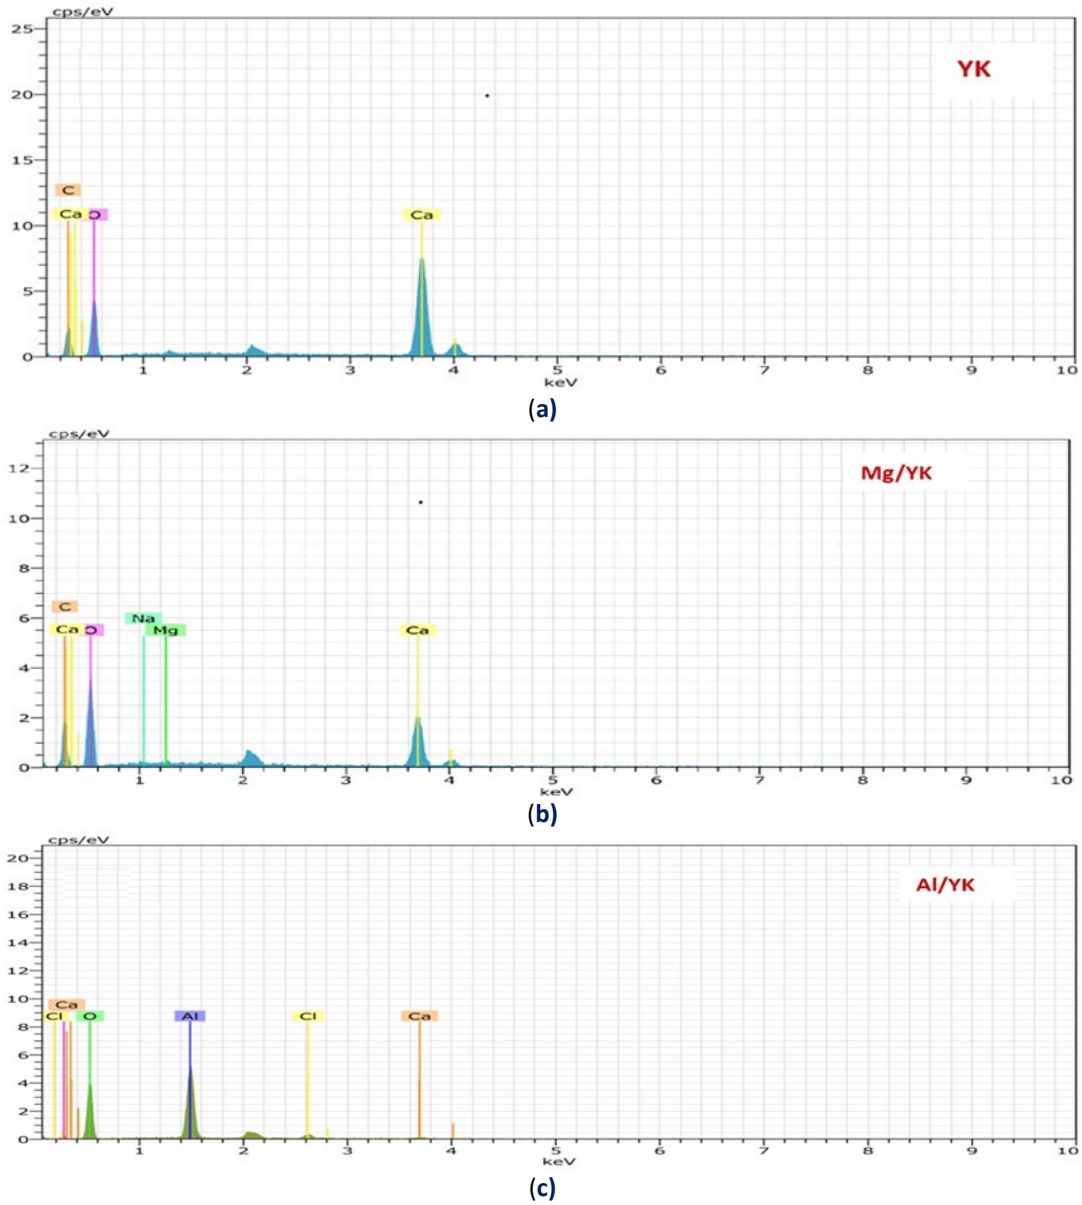 cps/eV
25
YK
20
15
C
Ca O Ca
10
5
0
1 2 3 4 5 6 7 8 9 10
keV
(a)
cps/eV
12
Mg/YK
10
8
C
6
Na
Ca O Mg Ca
4
2
0
1 2 3 4 5 6 7 8 9 10
keV
(b)
cps/eV
20
Al/YK
18
16
14
12
10
Ca
Cl O Al Cl Ca
8
6
4
2
0
1 2 3 4 5 6 7 8 9 10
keV
(c)